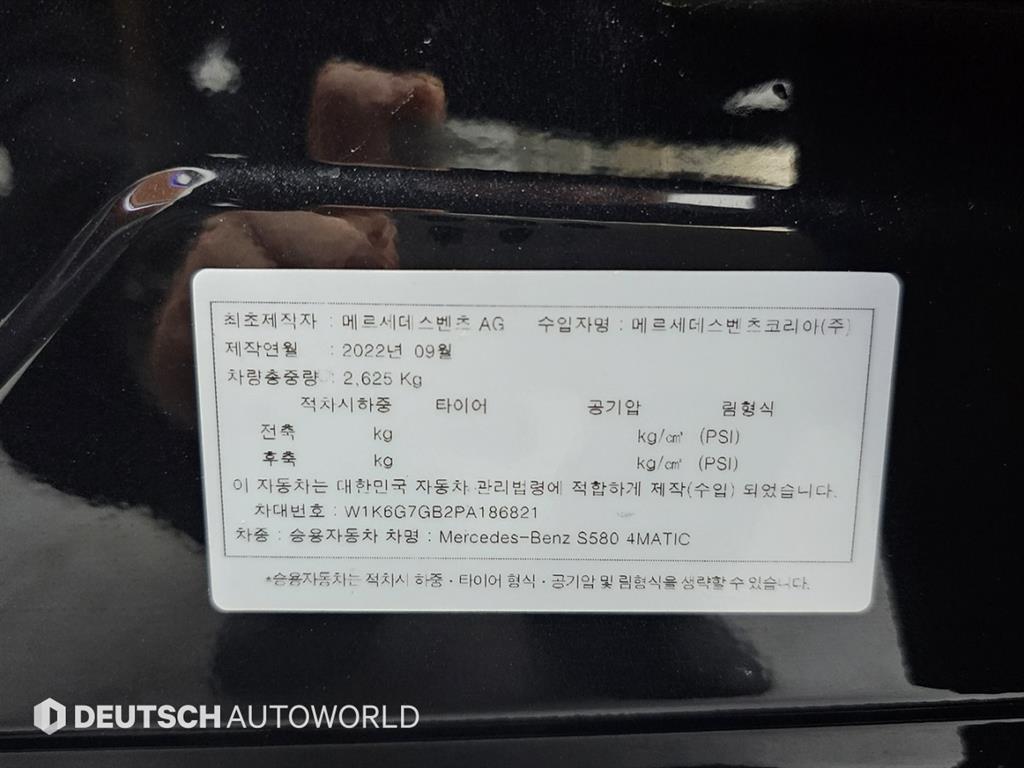 최초제작자 : 메르세데스벤츠 AG 수입자명 : 메르세데스벤츠코리아(주)
제작연월 : 2022년 09월
차량총중량 : 2,625 Kg
적차시하중 타이어 공기압 림형식
전축 kg kg/㎠ (PSI)
후축 kg kg/㎠ (PSI)
이 자동차는 대한민국 자동차 관리법령에 적합하게 제작(수입) 되었습니다.
차대번호 : W1K6G7GB2PA186821
차종 : 승용자동차 차명 : Mercedes-Benz S580 4MATIC
*승용자동차는 적차시 하중·타이어 형식·공기압 및 림형식을 생략할 수 있습니다.
DEUTSCH AUTOWORLD